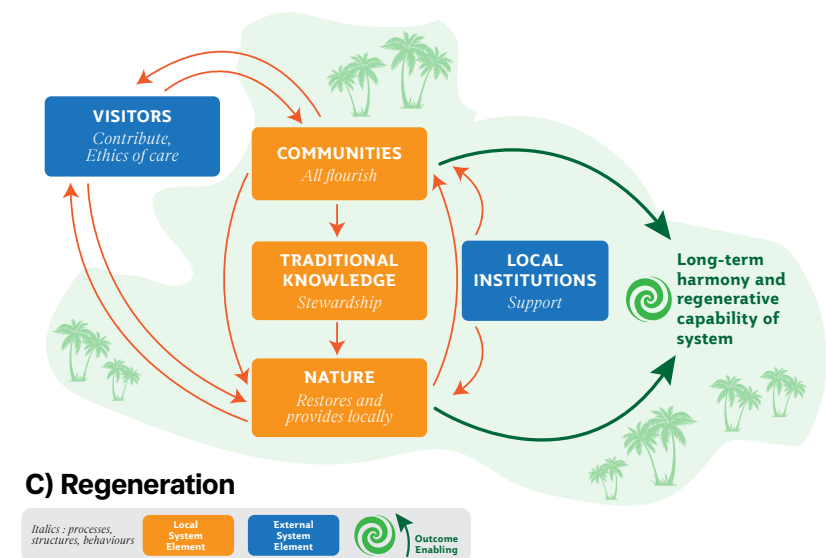 VISITORS
Contribute,
Ethics of care
COMMUNITIES
All flourish
TRADITIONAL
KNOWLEDGE
Stewardship
LOCAL
INSTITUTIONS
Support
NATURE
Restores and
provides locally
Long-term
harmony and
regenerative
capability of
system
C) Regeneration
Italics : processes,
structures, behaviours
Local
System
Element
External
System
Element
Outcome
Enabling